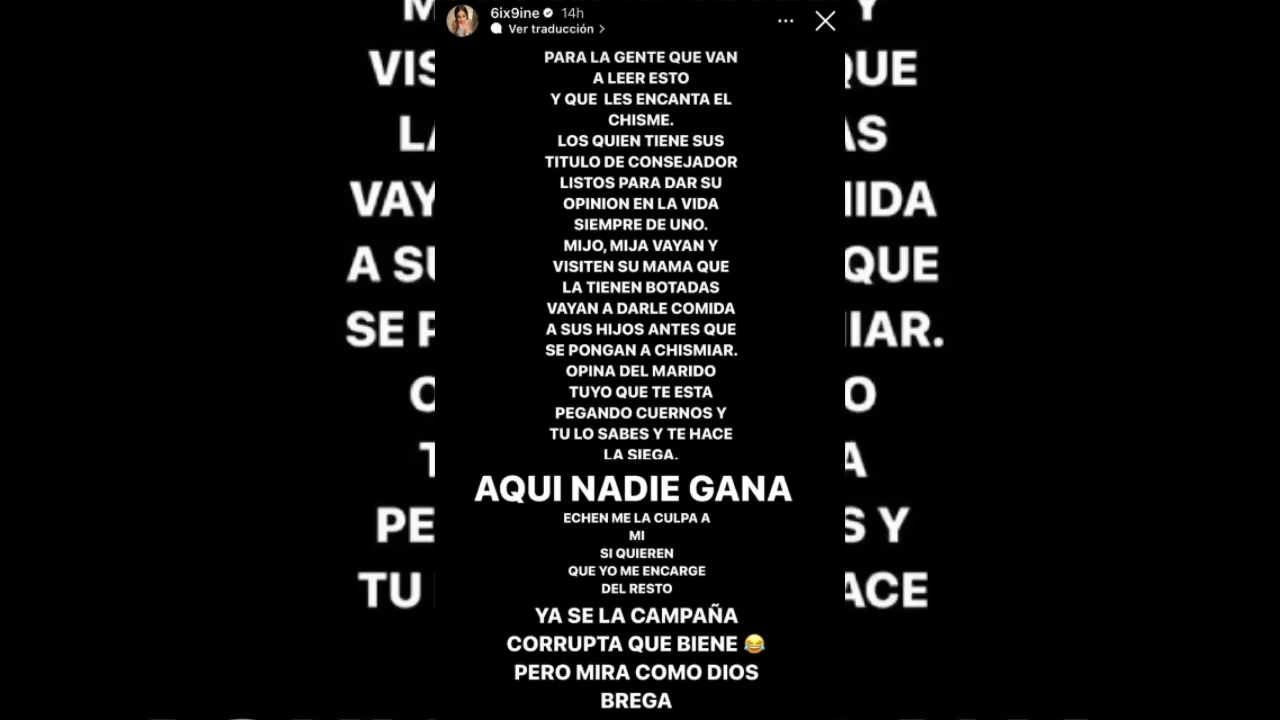 6ix9ine 14h
Ver traducción >
PARA LA GENTE QUE VAN
A LEER ESTO
Y QUE LES ENCANTA EL
CHISME.
LOS QUIEN TIENE SUS
TITULO DE CONSEJADOR
LISTOS PARA DAR SU
OPINION EN LA VIDA
SIEMPRE DE UNO.
MIJO, MIJA VAYAN Y
VISITEN SU MAMA QUE
LA TIENEN BOTADAS
VAYAN A DARLE COMIDA
A SUS HIJOS ANTES QUE
SE PONGAN A CHISMIAR.
OPINA DEL MARIDO
TUYO QUE TE ESTA
PEGANDO CUERNOS Y
TU LO SABES Y TE HACE
LA SIEGA.
AQUI NADIE GANA
ECHEN ME LA CULPA A
MI
SI QUIEREN
QUE YO ME ENCARGE
DEL RESTO
YA SE LA CAMPAÑA
CORRUPTA QUE BIENE 😂
PERO MIRA COMO DIOS
BREGA